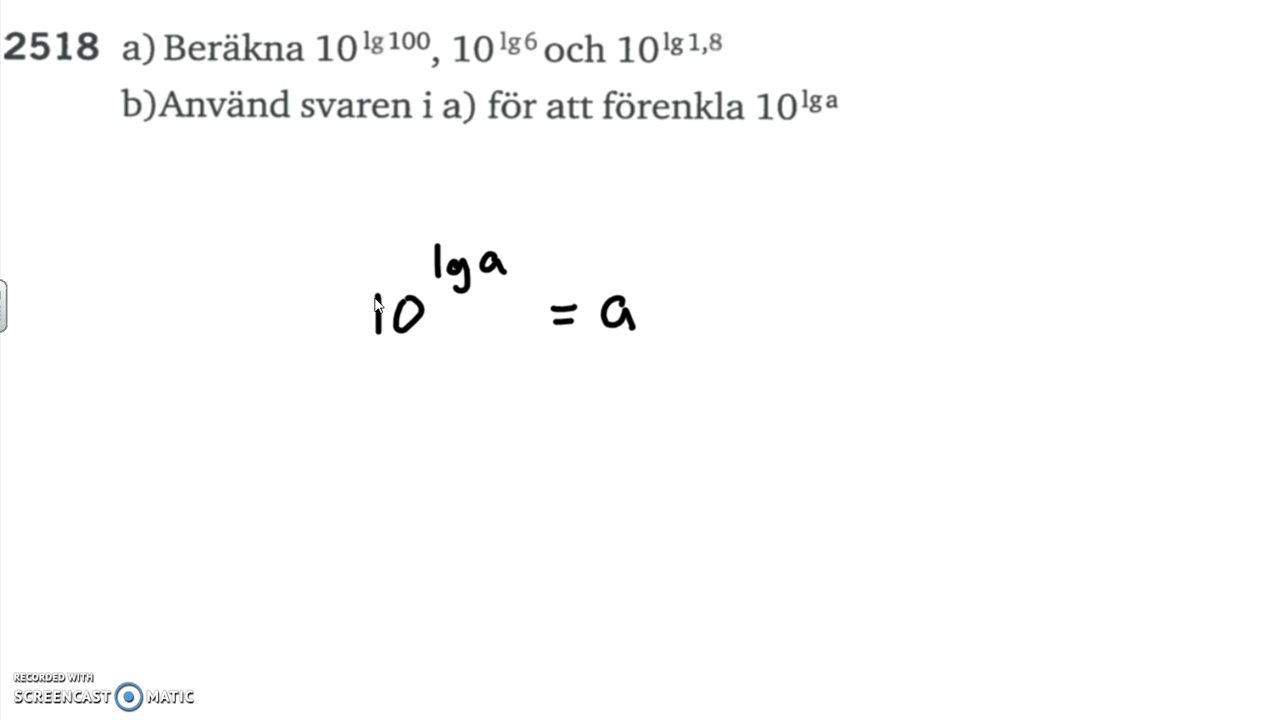 2518 a) Beräkna 10^lg 100, 10^lg 6 och 10^lg 1,8
b) Använd svaren i a) för att förenkla 10^lg a
10^lg a = a
RECORDED WITH
SCREENCAST MATIC